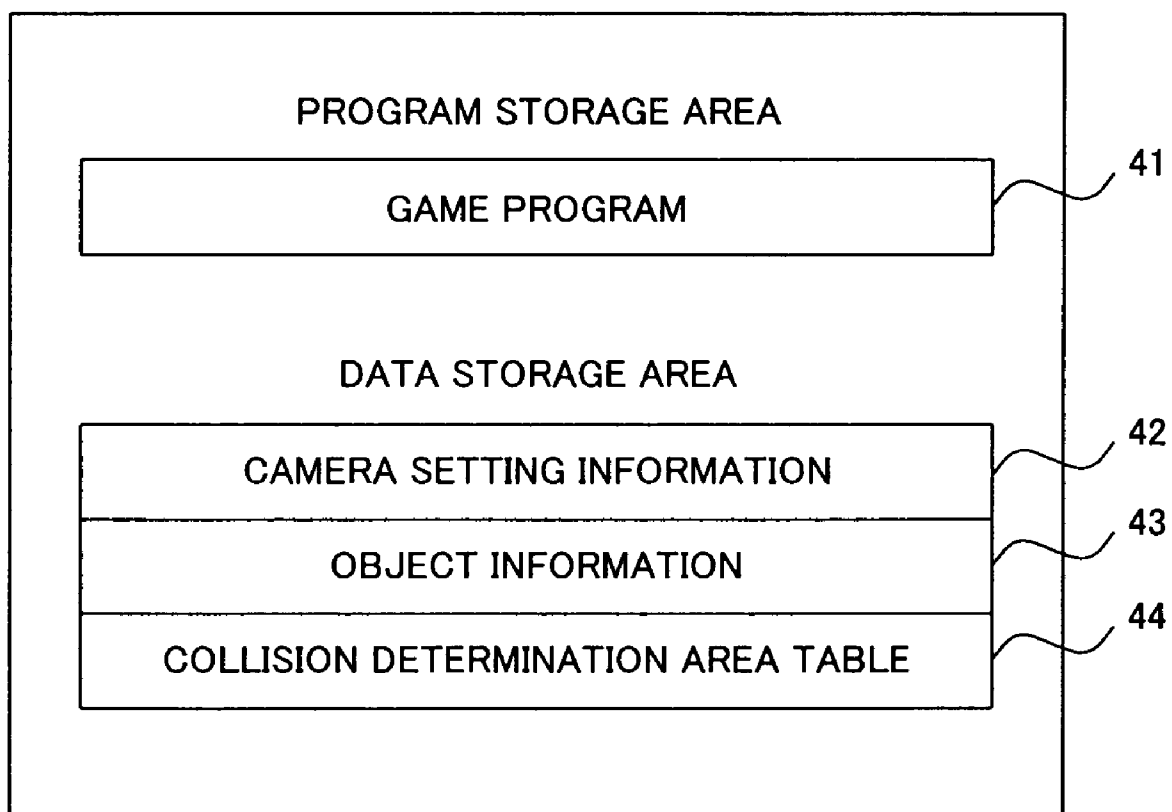 PROGRAM STORAGE AREA
GAME PROGRAM
41
DATA STORAGE AREA
CAMERA SETTING INFORMATION
42
OBJECT INFORMATION
43
COLLISION DETERMINATION AREA TABLE
44